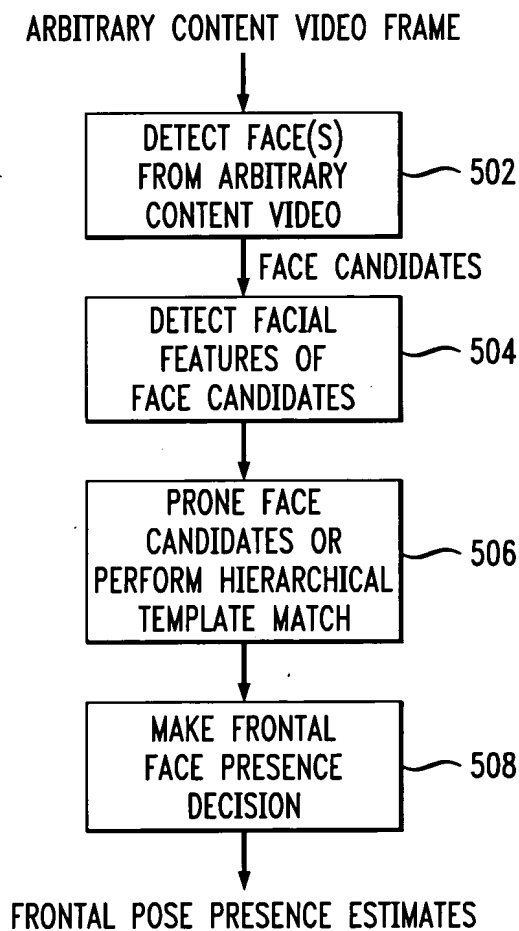 ARBITRARY CONTENT VIDEO FRAME
DETECT FACE(S)
FROM ARBITRARY
CONTENT VIDEO
502
FACE CANDIDATES
DETECT FACIAL
FEATURES OF
FACE CANDIDATES
504
PRONE FACE
CANDIDATES OR
PERFORM HIERARCHICAL
TEMPLATE MATCH
506
MAKE FRONTAL
FACE PRESENCE
DECISION
508
FRONTAL POSE PRESENCE ESTIMATES